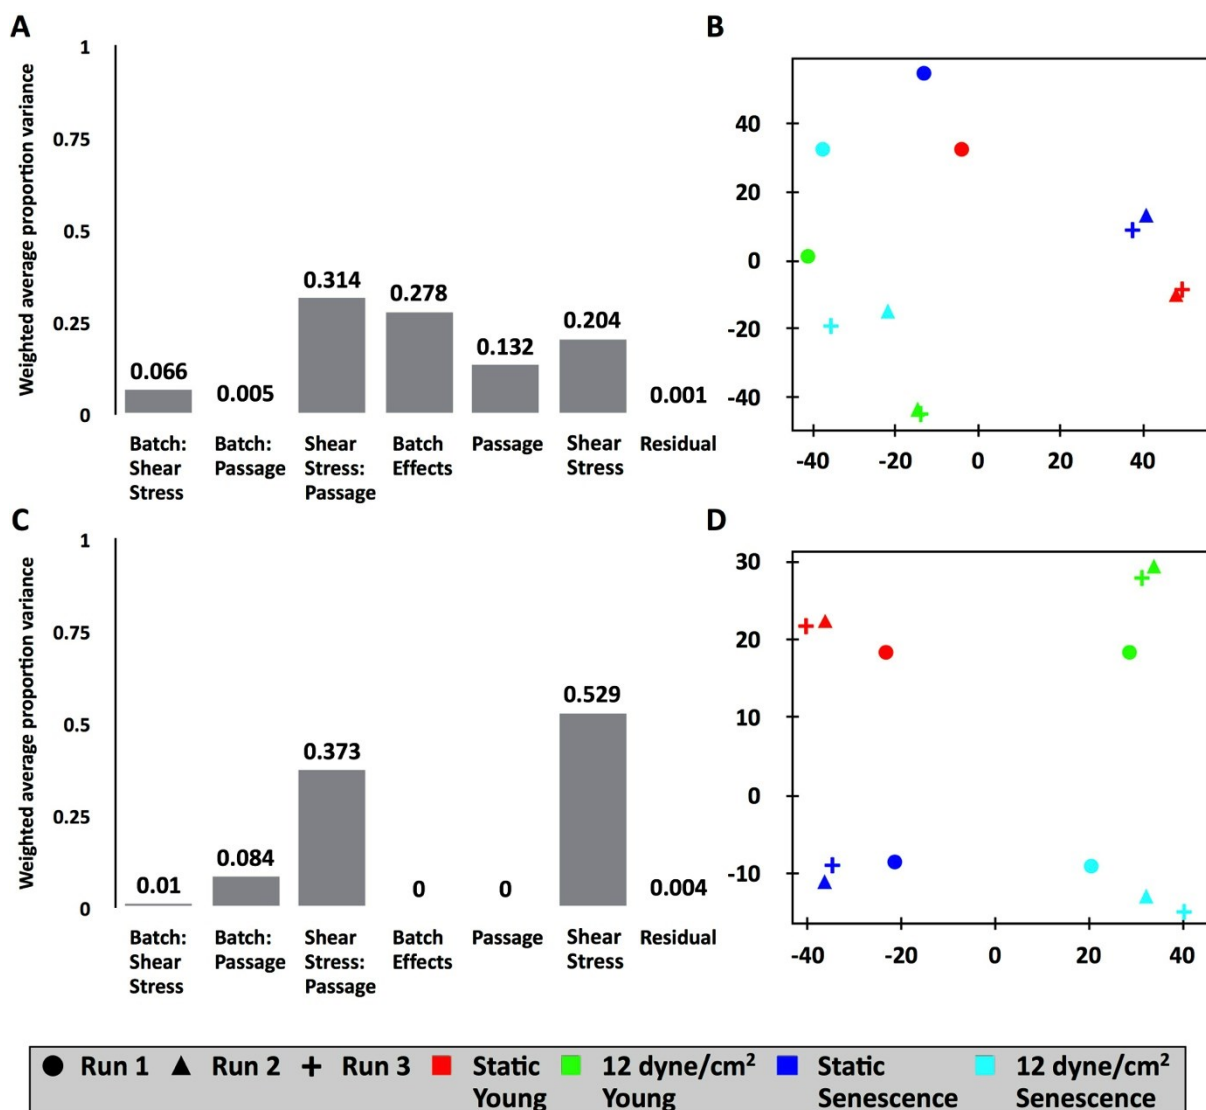 A
Weighted average proportion variance
1
0.75
0.5
0.25
0
0.066
0.005
0.314
0.278
0.132
0.204
0.001
Batch:
Shear
Stress
Batch:
Passage
Shear
Stress:
Passage
Batch
Effects
Passage
Shear
Stress
Residual
B
40
20
0
-20
-40
-40 -20 0 20 40
C
Weighted average proportion variance
1
0.75
0.5
0.25
0
0.01
0.084
0.373
0
0
0.529
0.004
Batch:
Shear
Stress
Batch:
Passage
Shear
Stress:
Passage
Batch
Effects
Passage
Shear
Stress
Residual
D
30
20
10
0
-10
-40 -20 0 20 40
Run 1
Run 2
Run 3
Static
Young
12 dyne/cm²
Young
Static
Senescence
12 dyne/cm²
Senescence